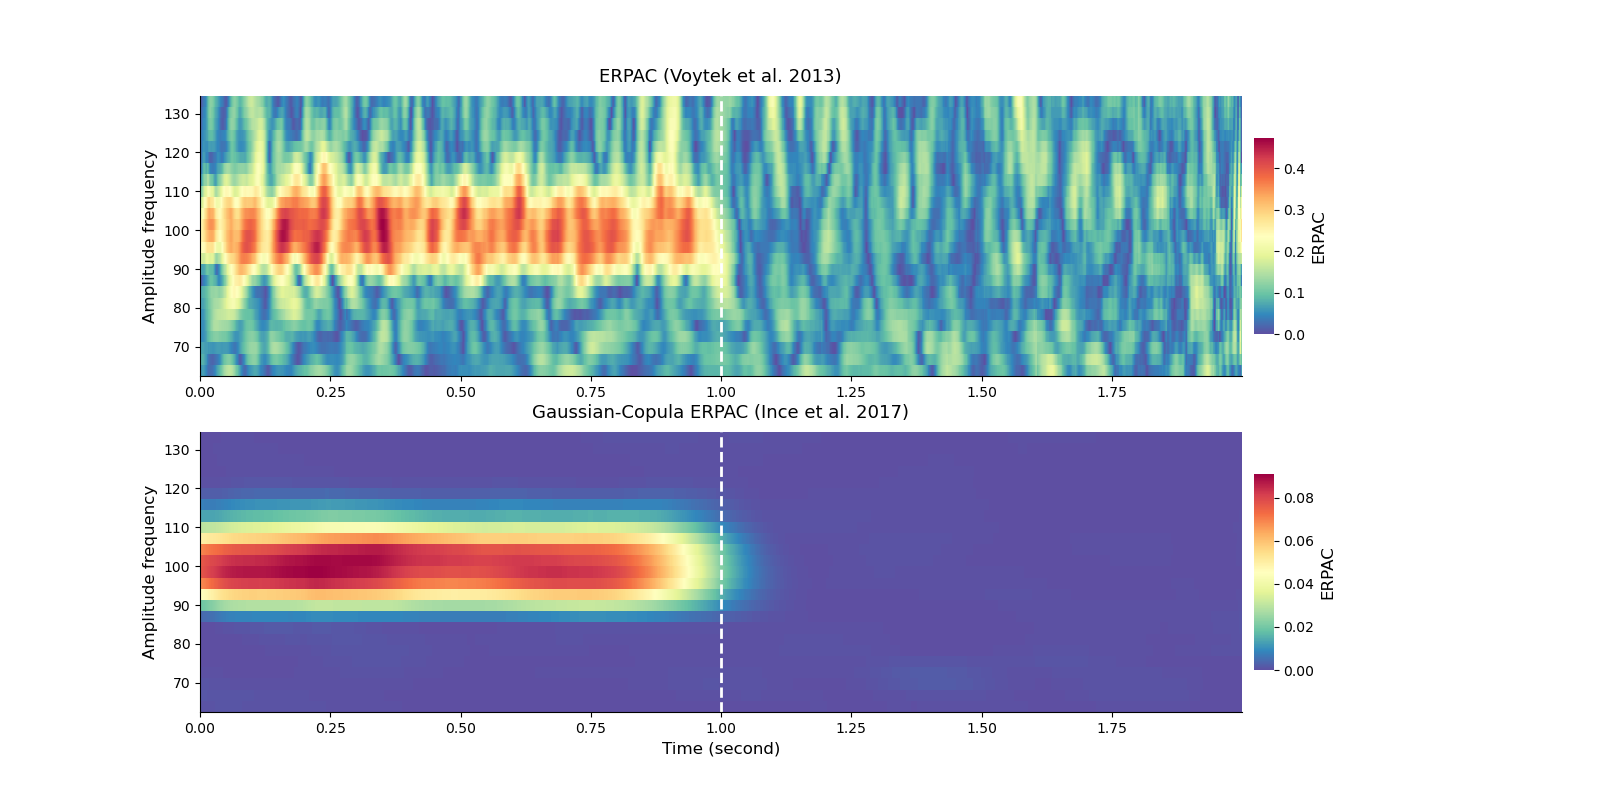 ERPAC (Voytek et al. 2013)
130
120
110
100
90
80
70
Amplitude frequency
0.00 0.25 0.50 0.75 1.00 1.25 1.50 1.75
0.4
0.3
0.2
0.1
0.0
ERPAC
Gaussian-Copula ERPAC (Ince et al. 2017)
130
120
110
100
90
80
70
Amplitude frequency
0.00 0.25 0.50 0.75 1.00 1.25 1.50 1.75
Time (second)
0.08
0.06
0.04
0.02
0.00
ERPAC